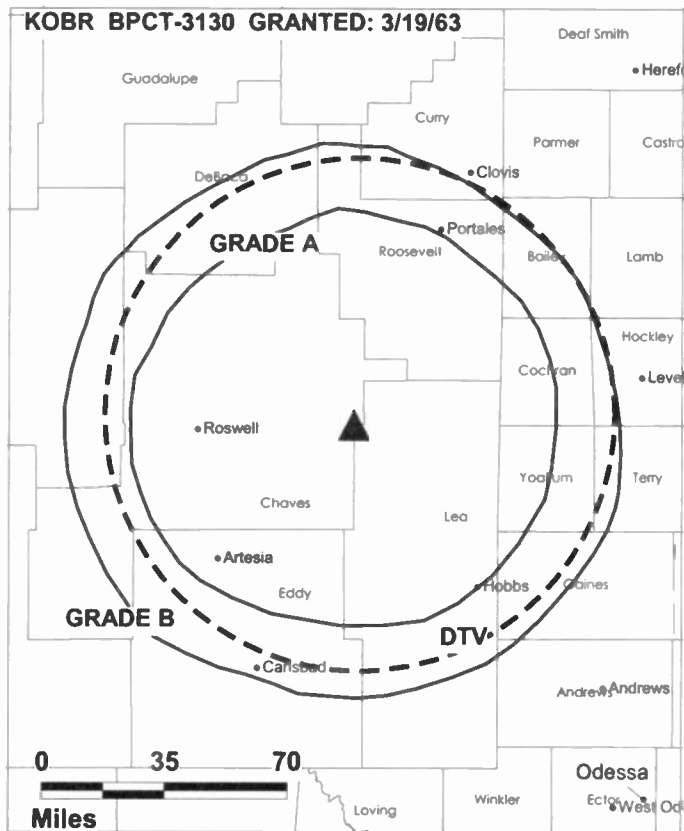 KOBR BPCT-3130 GRANTED: 3/19/63
Deaf Smith
Heref
Guadalupe
Curry
Parmer
Castro
DeBaca
Clovis
Portales
GRADE A
Roosevelt
Bailey
Lamb
Hockley
Cochran
Level
Roswell
Yoakum
Terry
Chaves
Lea
Artesia
Eddy
Hobbs
Gaines
GRADE B
DTV
Carlsbad
Andrews
Andrews
0 35 70
Odessa
Miles
Loving
Winkler
Ector
West Od